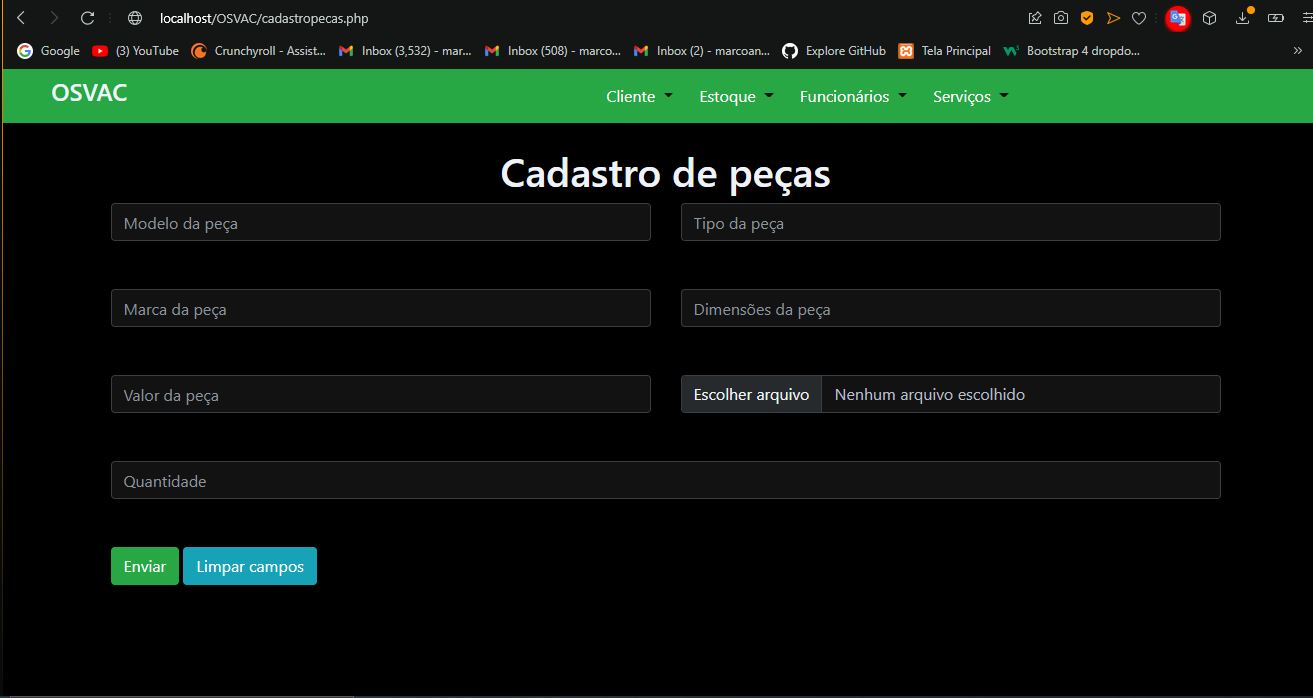 localhost/OSVAC/cadastropecas.php
Google (3) YouTube Crunchyroll - Assist... Inbox (3,532) - mar... Inbox (508) - marco... Inbox (2) - marcoan... Explore GitHub Tela Principal Bootstrap 4 dropdo... »
OSVAC Cliente Estoque Funcionários Serviços
Cadastro de peças
Modelo da peça Tipo da peça
Marca da peça Dimensões da peça
Valor da peça Escolher arquivo Nenhum arquivo escolhido
Quantidade
Enviar Limpar campos